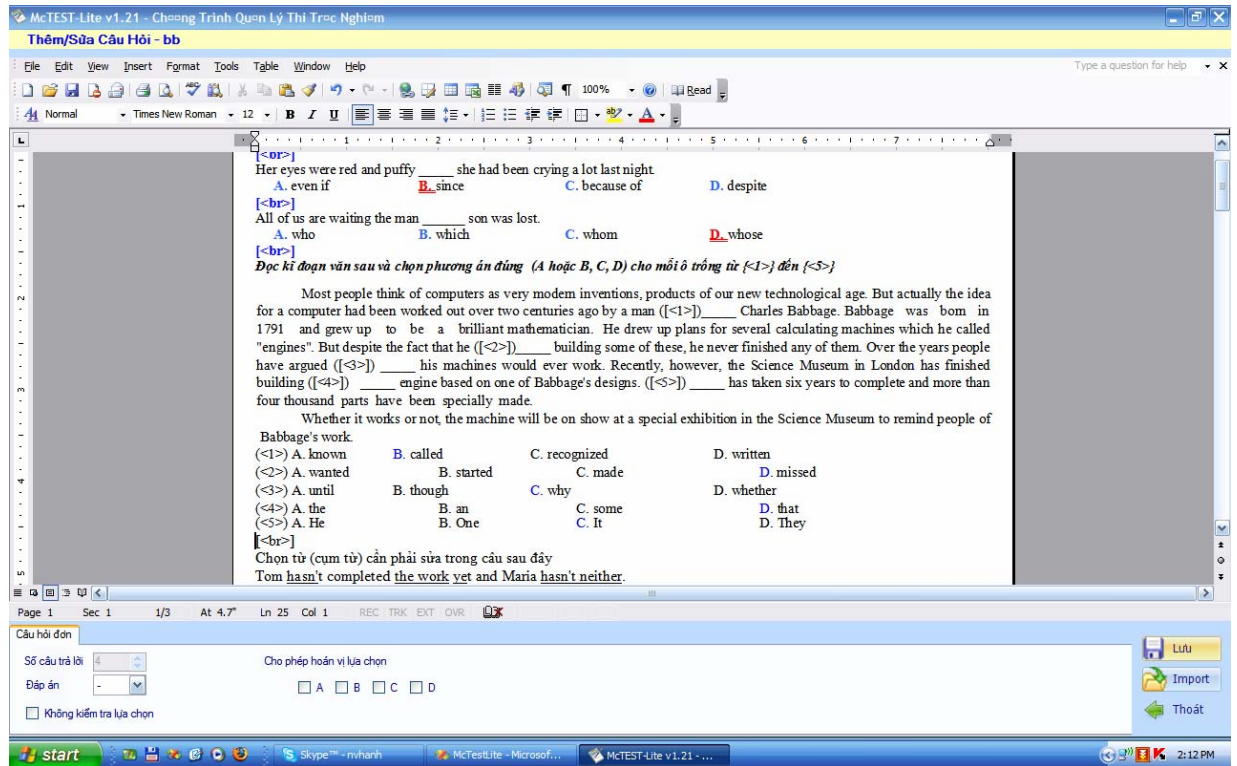 McTEST-Lite v1.21 - Ch¤¤ng Trình Qu¤n Lý Thi Tr¤c Nghi¤m
Thêm/Sửa Câu Hỏi - bb
File Edit View Insert Format Tools Table Window Help
Type a question for help
100% Read
Normal Times New Roman 12 B I U
1 2 3 4 5 6 7
[<br>]
Her eyes were red and puffy _____ she had been crying a lot last night.
A. even if B. since C. because of D. despite
[<br>]
All of us are waiting the man ______ son was lost.
A. who B. which C. whom D. whose
[<br>]
Đọc kĩ đoạn văn sau và chọn phương án đúng (A hoặc B, C, D) cho mỗi ô trống từ {<1>} đến {<5>}
Most people think of computers as very modern inventions, products of our new technological age. But actually the idea
for a computer had been worked out over two centuries ago by a man ([<1>])_____ Charles Babbage. Babbage was born in
1791 and grew up to be a brilliant mathematician. He drew up plans for several calculating machines which he called
"engines". But despite the fact that he ([<2>])_____ building some of these, he never finished any of them. Over the years people
have argued ([<3>]) _____ his machines would ever work. Recently, however, the Science Museum in London has finished
building ([<4>]) _____ engine based on one of Babbage's designs. ([<5>]) _____ has taken six years to complete and more than
four thousand parts have been specially made.
Whether it works or not, the machine will be on show at a special exhibition in the Science Museum to remind people of
Babbage's work.
(<1>) A. known B. called C. recognized D. written
(<2>) A. wanted B. started C. made D. missed
(<3>) A. until B. though C. why D. whether
(<4>) A. the B. an C. some D. that
(<5>) A. He B. One C. It D. They
[<br>]
Chọn từ (cụm từ) cần phải sửa trong câu sau đây
Tom hasn't completed the work yet and Maria hasn't neither.
Page 1 Sec 1 1/3 At 4.7" Ln 25 Col 1 REC TRK EXT OVR
Câu hỏi đơn
Số câu trả lời 4 Cho phép hoán vị lựa chọn
Đáp án - A B C D
Không kiểm tra lựa chọn
Lưu
Import
Thoát
start Skype™ - nvhanh McTestLite - Microsof... McTEST-Lite v1.21 - ... 2:12 PM